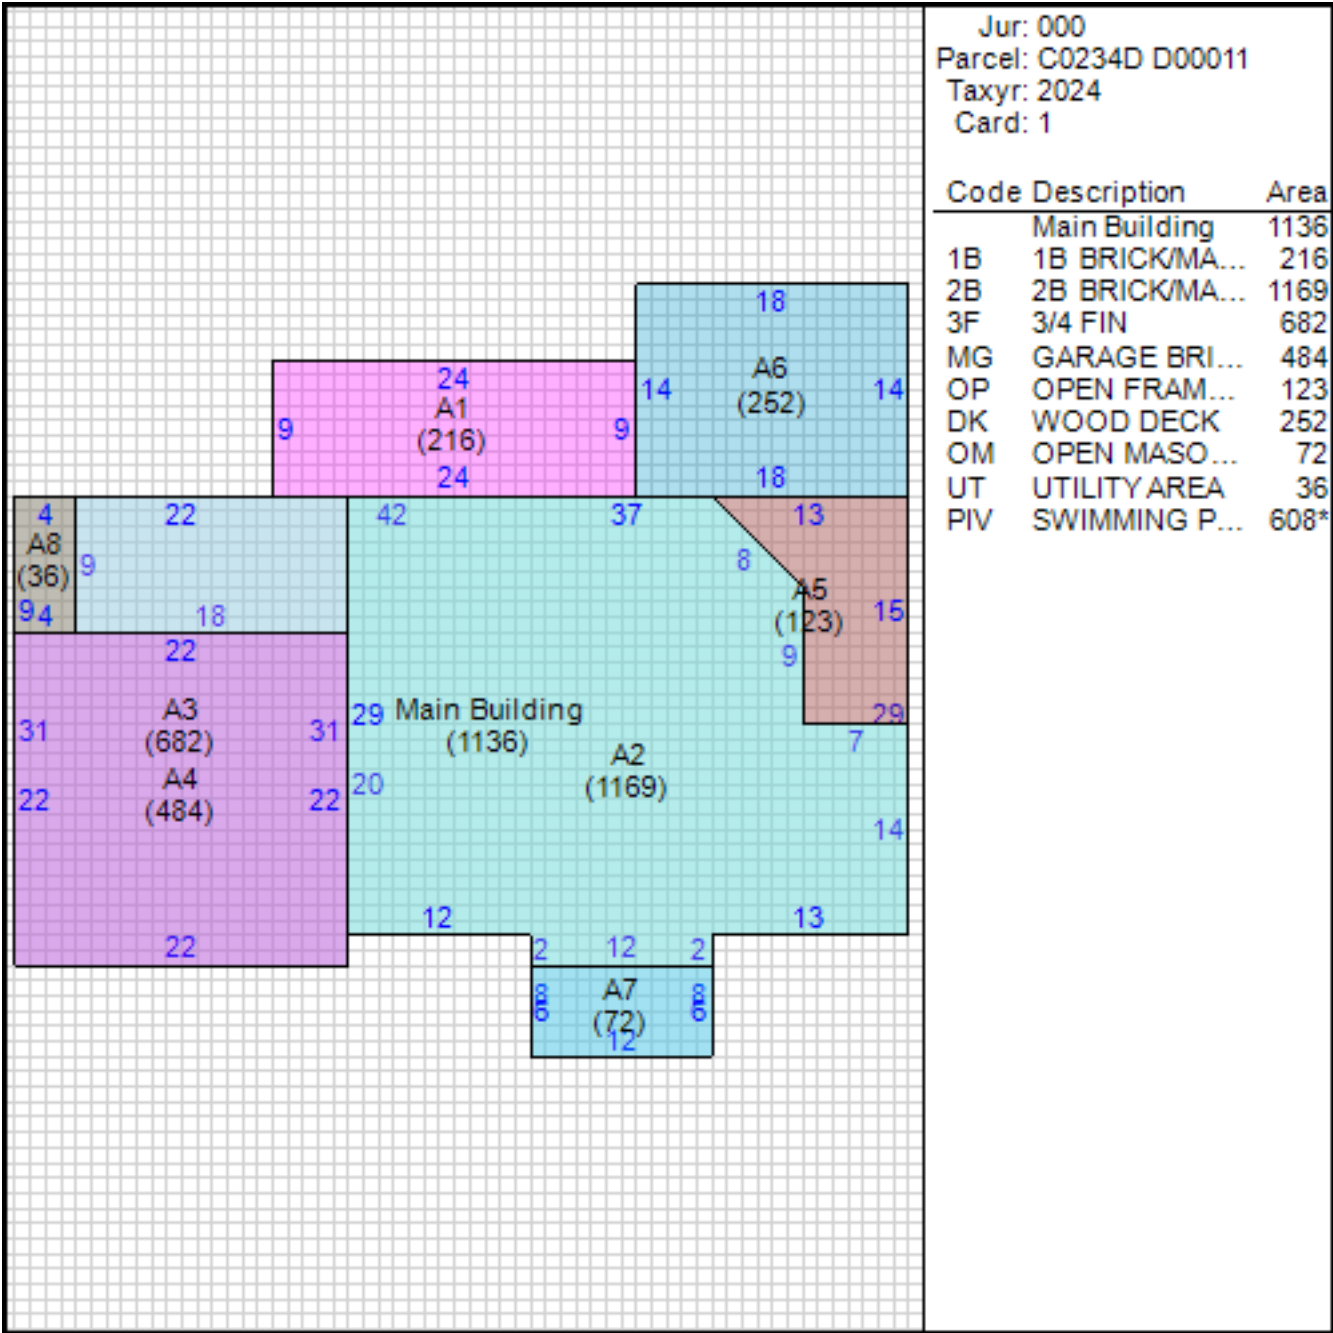 Jur: 000
Parcel: C0234D D00011
Taxyr: 2024
Card: 1
Code Description Area
Main Building 1136
1B 1B BRICK/MA... 216
2B 2B BRICK/MA... 1169
3F 3/4 FIN 682
MG GARAGE BRI... 484
OP OPEN FRAM... 123
DK WOOD DECK 252
OM OPEN MASO... 72
UT UTILITY AREA 36
PIV SWIMMING P... 608*
18
A6
14 14
(252)
18
24
A1
9 9
(216)
24
4 22 42 37 13
A8
9
(36)
9 4 18
8
A5
15
(123)
9
29
7
22
A3
31 31
(682)
A4
22 22
(484)
22
29 Main Building
(1136)
20
A2
(1169)
14
12 13
2 12 2
A7
8 8
6 6
(72)
12